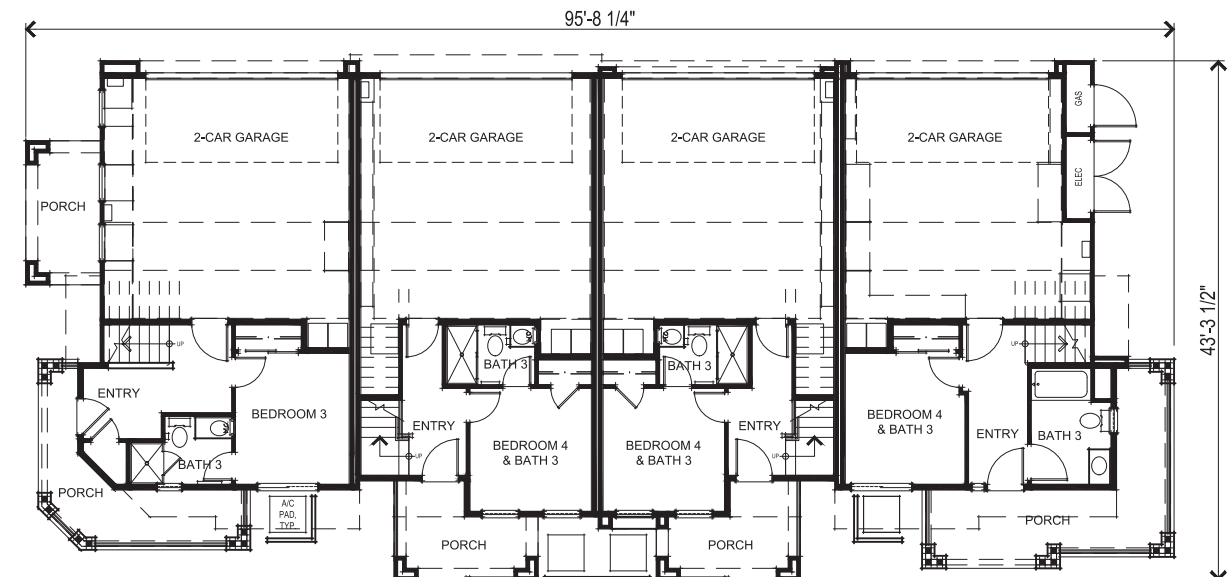 95'-8 1/4"
2-CAR GARAGE
2-CAR GARAGE
2-CAR GARAGE
2-CAR GARAGE
GAS
ELEC
PORCH
43'-3 1/2"
UP
ENTRY
BEDROOM 3
BATH 3
PORCH
A/C
PAD,
TYP.
BATH 3
ENTRY
UP
BEDROOM 4
& BATH 3
PORCH
BATH 3
ENTRY
UP
BEDROOM 4
& BATH 3
PORCH
UP
BEDROOM 4
& BATH 3
ENTRY
BATH 3
PORCH